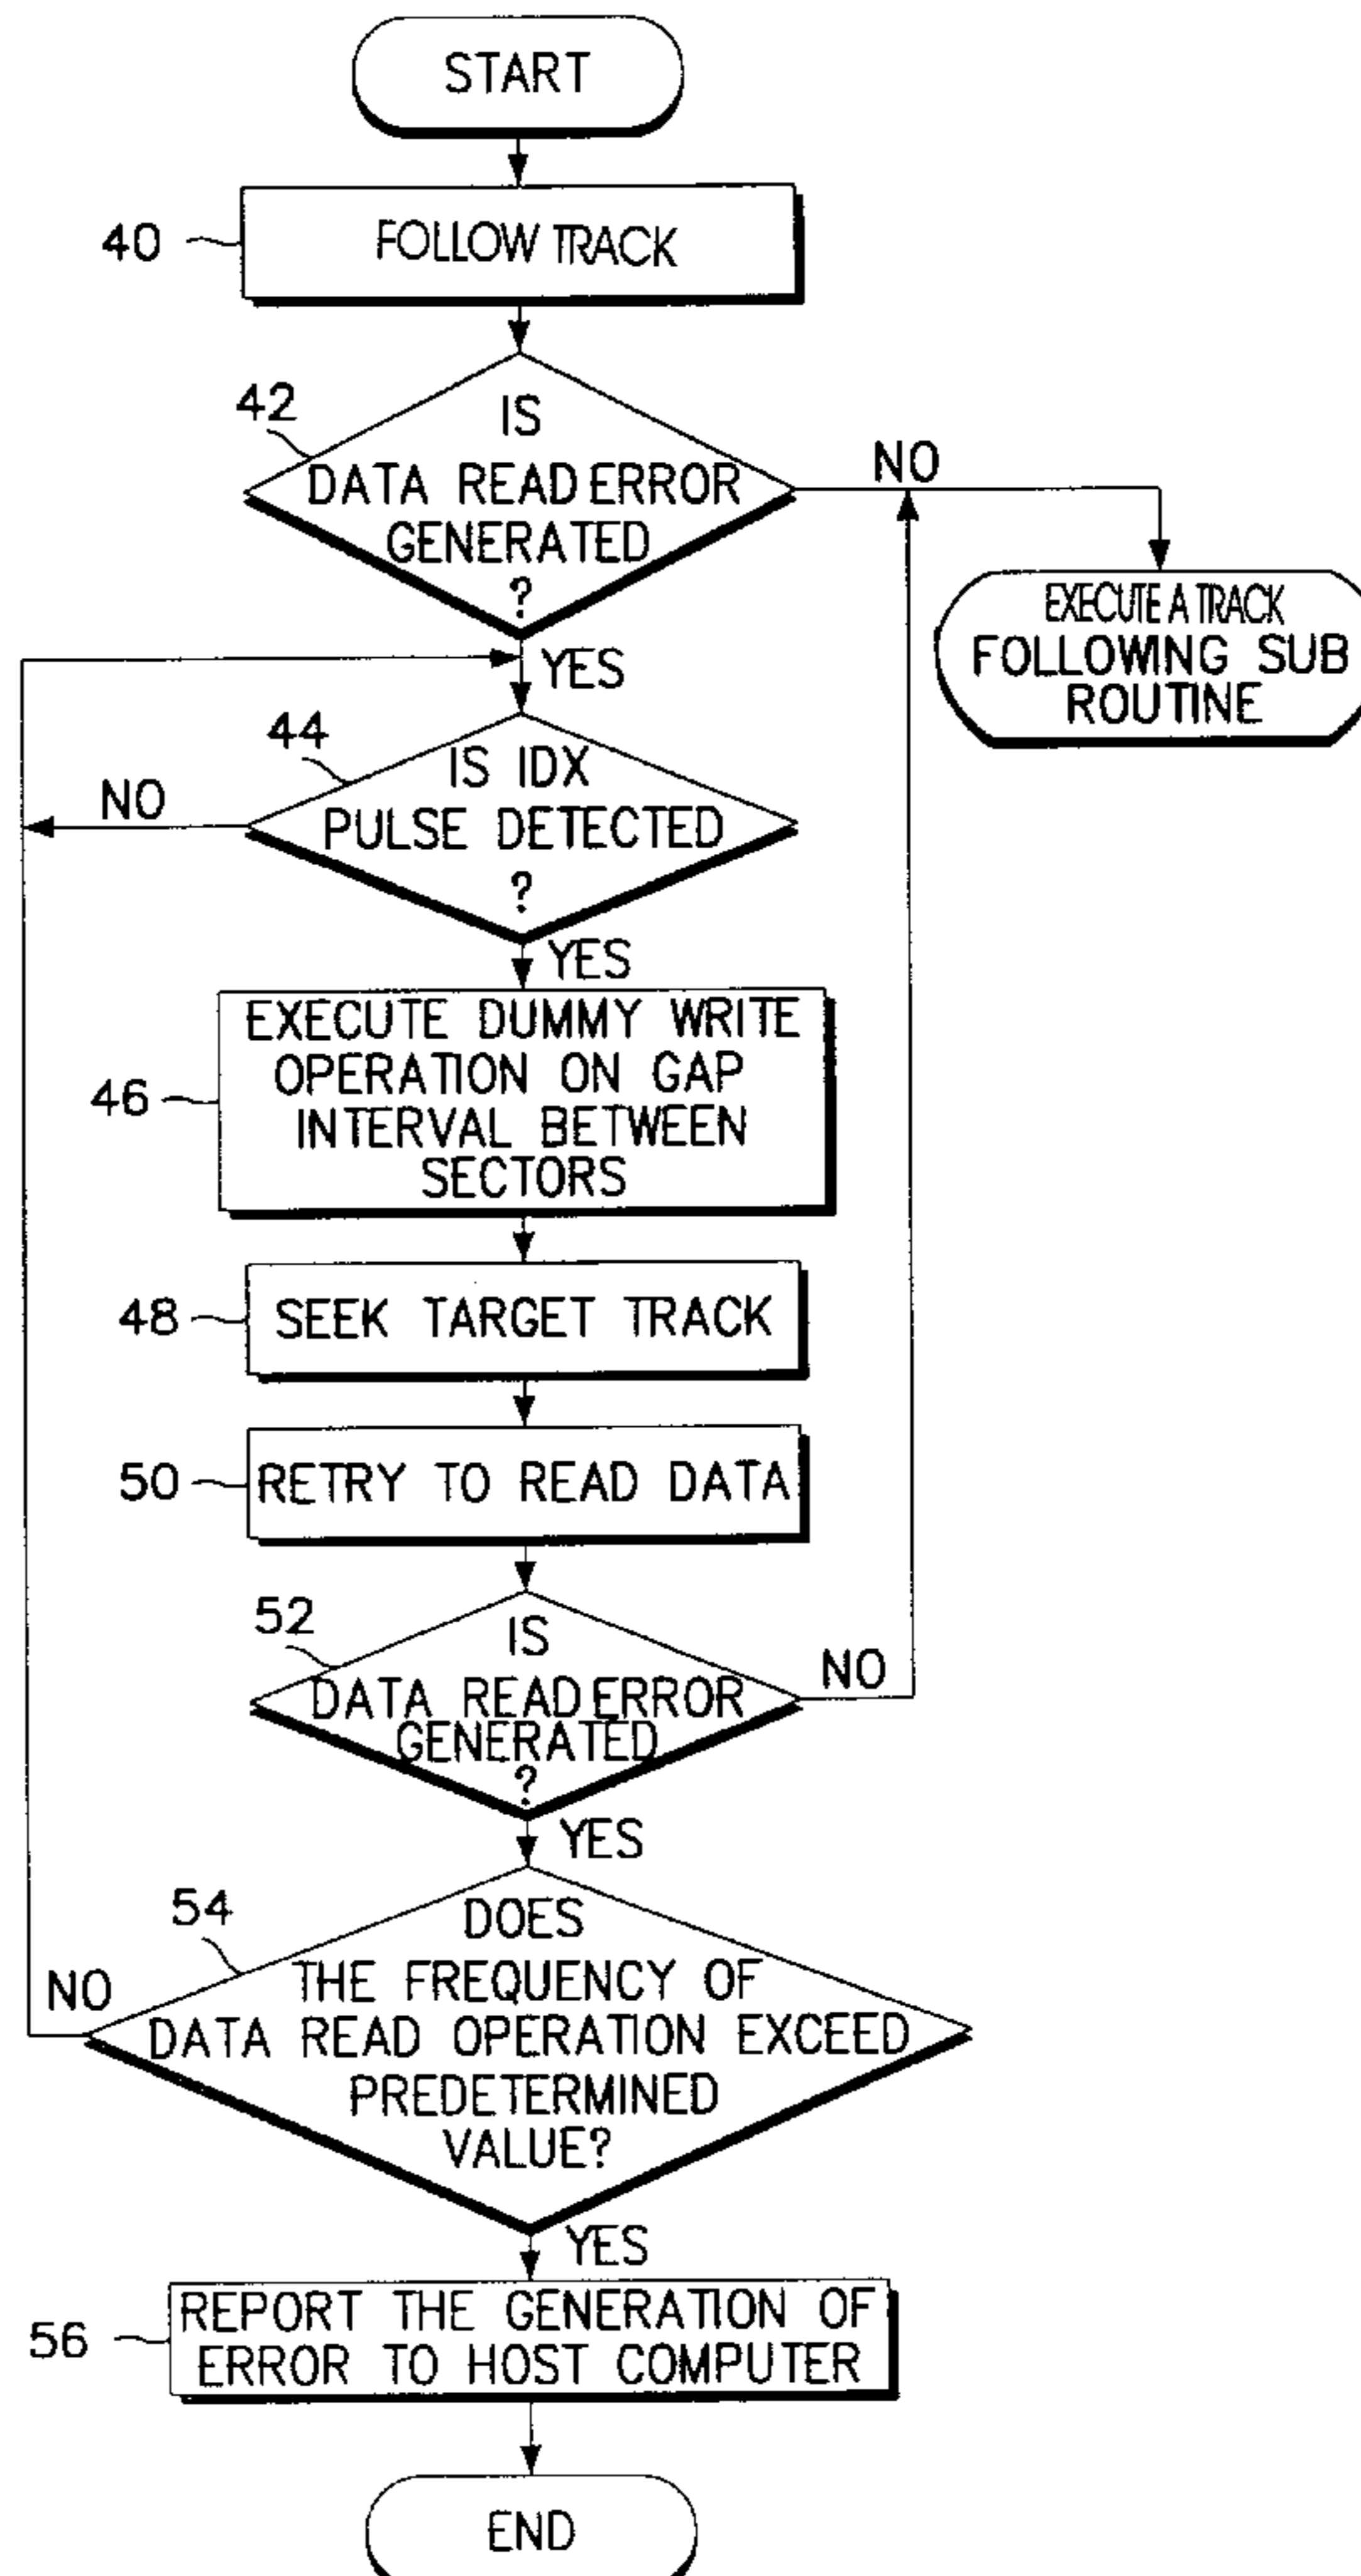 START
40
FOLLOW TRACK
42
IS
DATA READ ERROR
GENERATED
?
NO
EXECUTE A TRACK
FOLLOWING SUB
ROUTINE
YES
44
IS IDX
PULSE DETECTED
?
NO
YES
46
EXECUTE DUMMY WRITE
OPERATION ON GAP
INTERVAL BETWEEN
SECTORS
48
SEEK TARGET TRACK
50
RETRY TO READ DATA
52
IS
DATA READ ERROR
GENERATED
?
NO
YES
54
DOES
THE FREQUENCY OF
DATA READ OPERATION EXCEED
PREDETERMINED
VALUE?
NO
YES
56
REPORT THE GENERATION OF
ERROR TO HOST COMPUTER
END